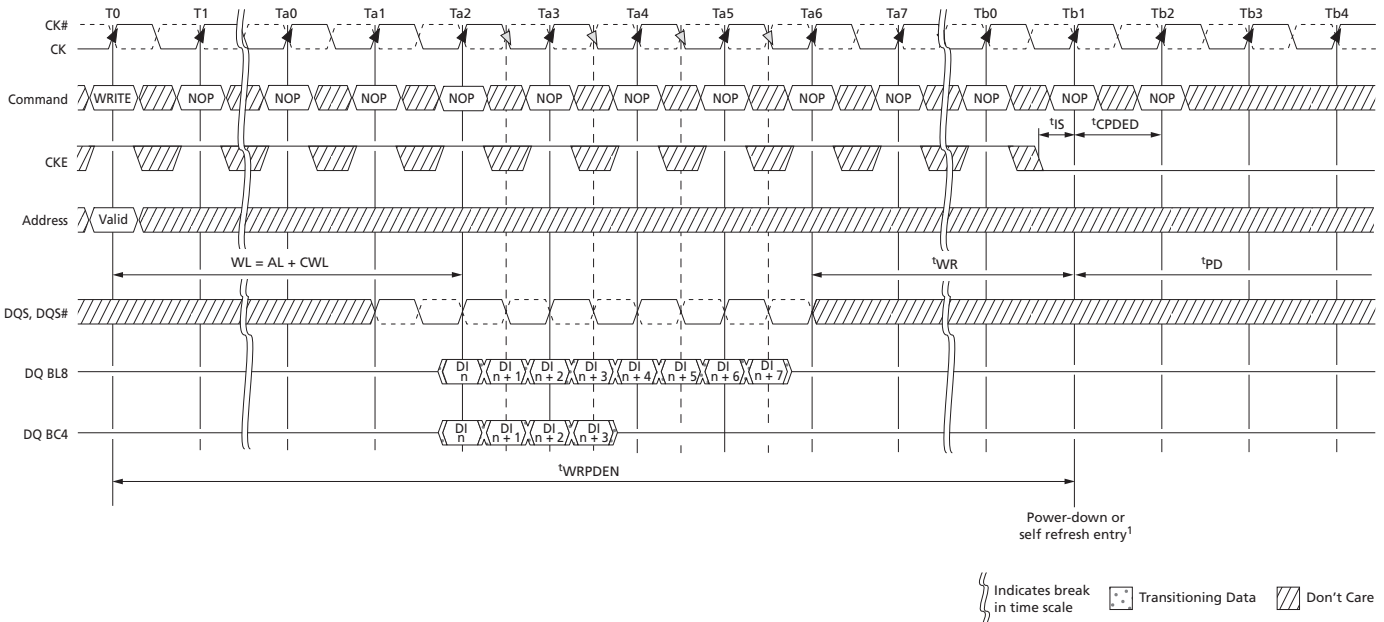 T0 T1 Ta0 Ta1 Ta2 Ta3 Ta4 Ta5 Ta6 Ta7 Tb0 Tb1 Tb2 Tb3 Tb4
CK#
CK
Command WRITE NOP NOP NOP NOP NOP NOP NOP NOP NOP NOP NOP NOP
tIS tCPDED
CKE
Address Valid
WL = AL + CWL tWR tPD
DQS, DQS#
DQ BL8 DI n DI n + 1 DI n + 2 DI n + 3 DI n + 4 DI n + 5 DI n + 6 DI n + 7
DQ BC4 DI n DI n + 1 DI n + 2 DI n + 3
tWRPDEN
Power-down or
self refresh entry1
Indicates break
in time scale
Transitioning Data
Don't Care